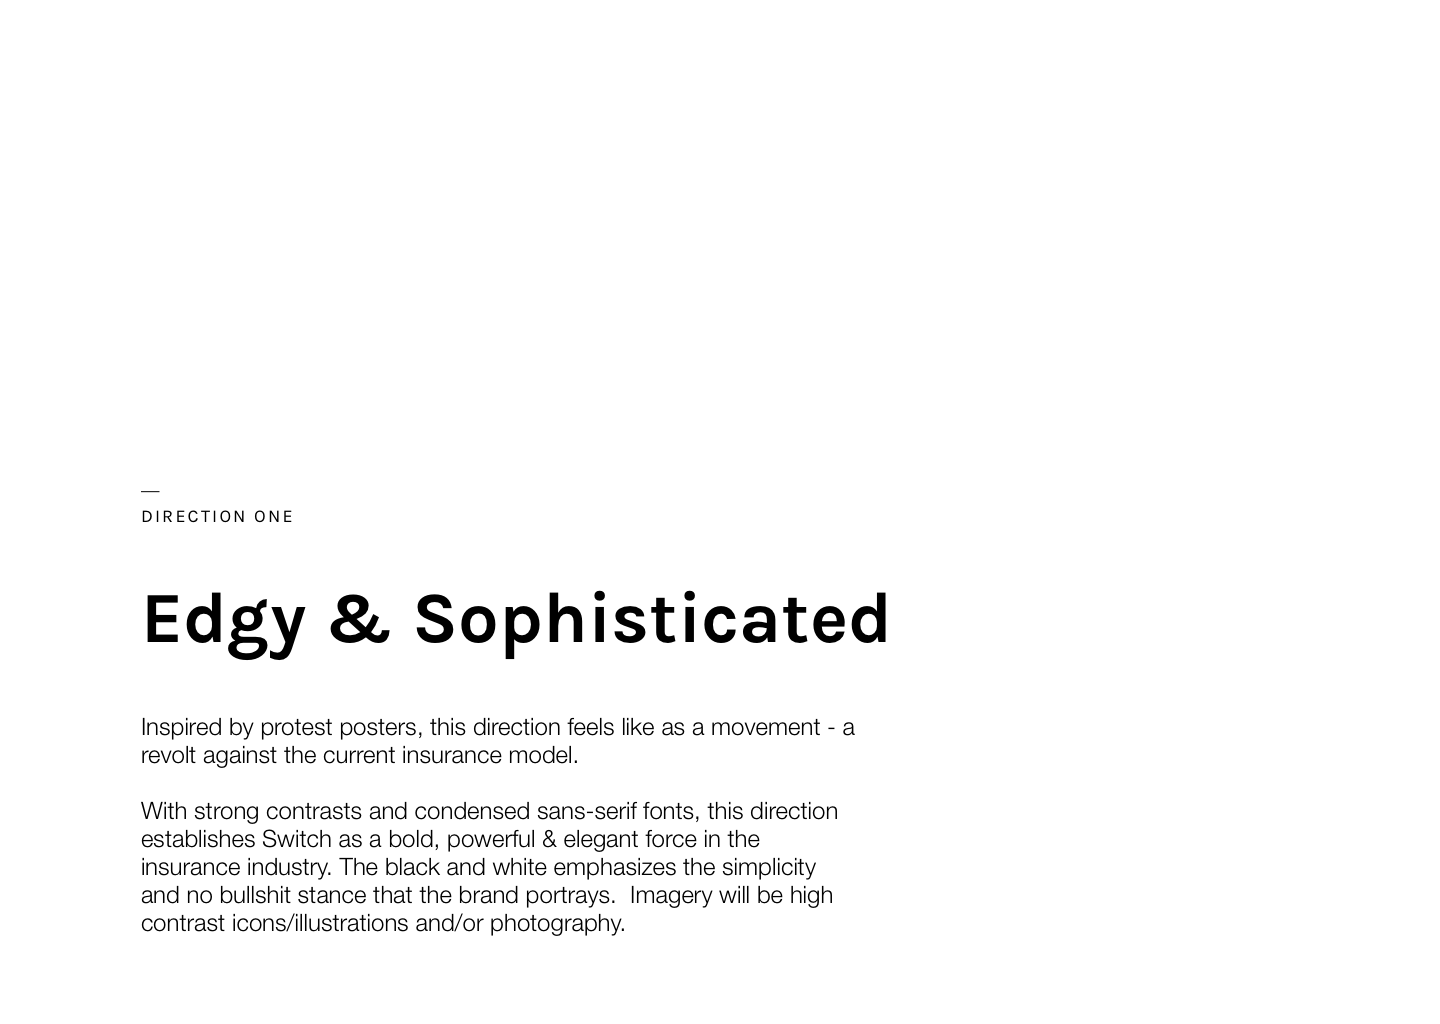 —
DIRECTION ONE
Edgy & Sophisticated
Inspired by protest posters, this direction feels like as a movement - a
revolt against the current insurance model.
With strong contrasts and condensed sans-serif fonts, this direction
establishes Switch as a bold, powerful & elegant force in the
insurance industry. The black and white emphasizes the simplicity
and no bullshit stance that the brand portrays.  Imagery will be high
contrast icons/illustrations and/or photography.